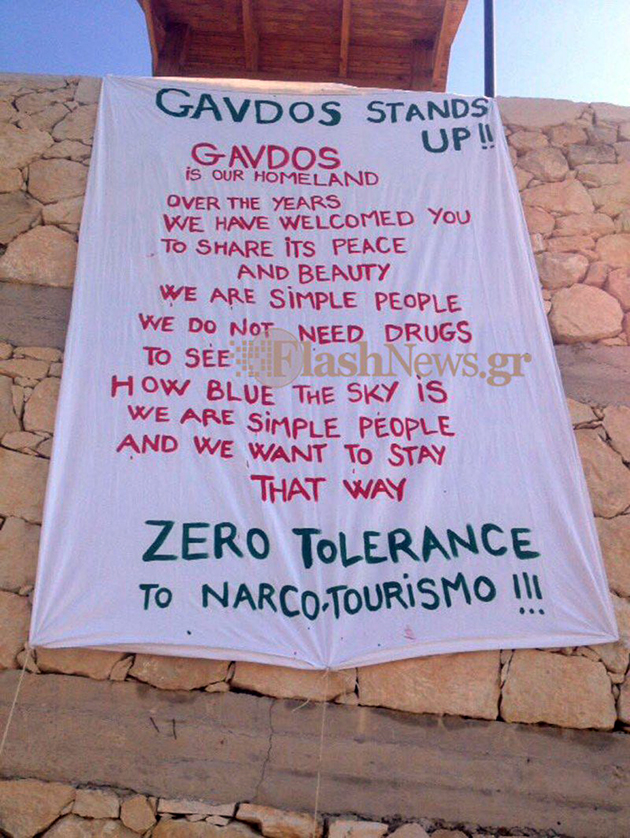 GAVDOS STANDS
UP!!
GAVDOS
iS OUR HOMELAND
OVER THE YEARS
WE HAVE WELCOMED YOU
TO SHARE iTS PEACE
AND BEAUTY
WE ARE SiMPLE PEOPLE
WE DO NOT NEED DRUGS
TO SEE
FlashNews.gr
HOW BLUE THE SKY iS
WE ARE SiMPLE PEOPLE
AND WE WANT TO STAY
THAT WAY
ZERO TOLERANCE
TO NARCO-TOURiSMO !!!